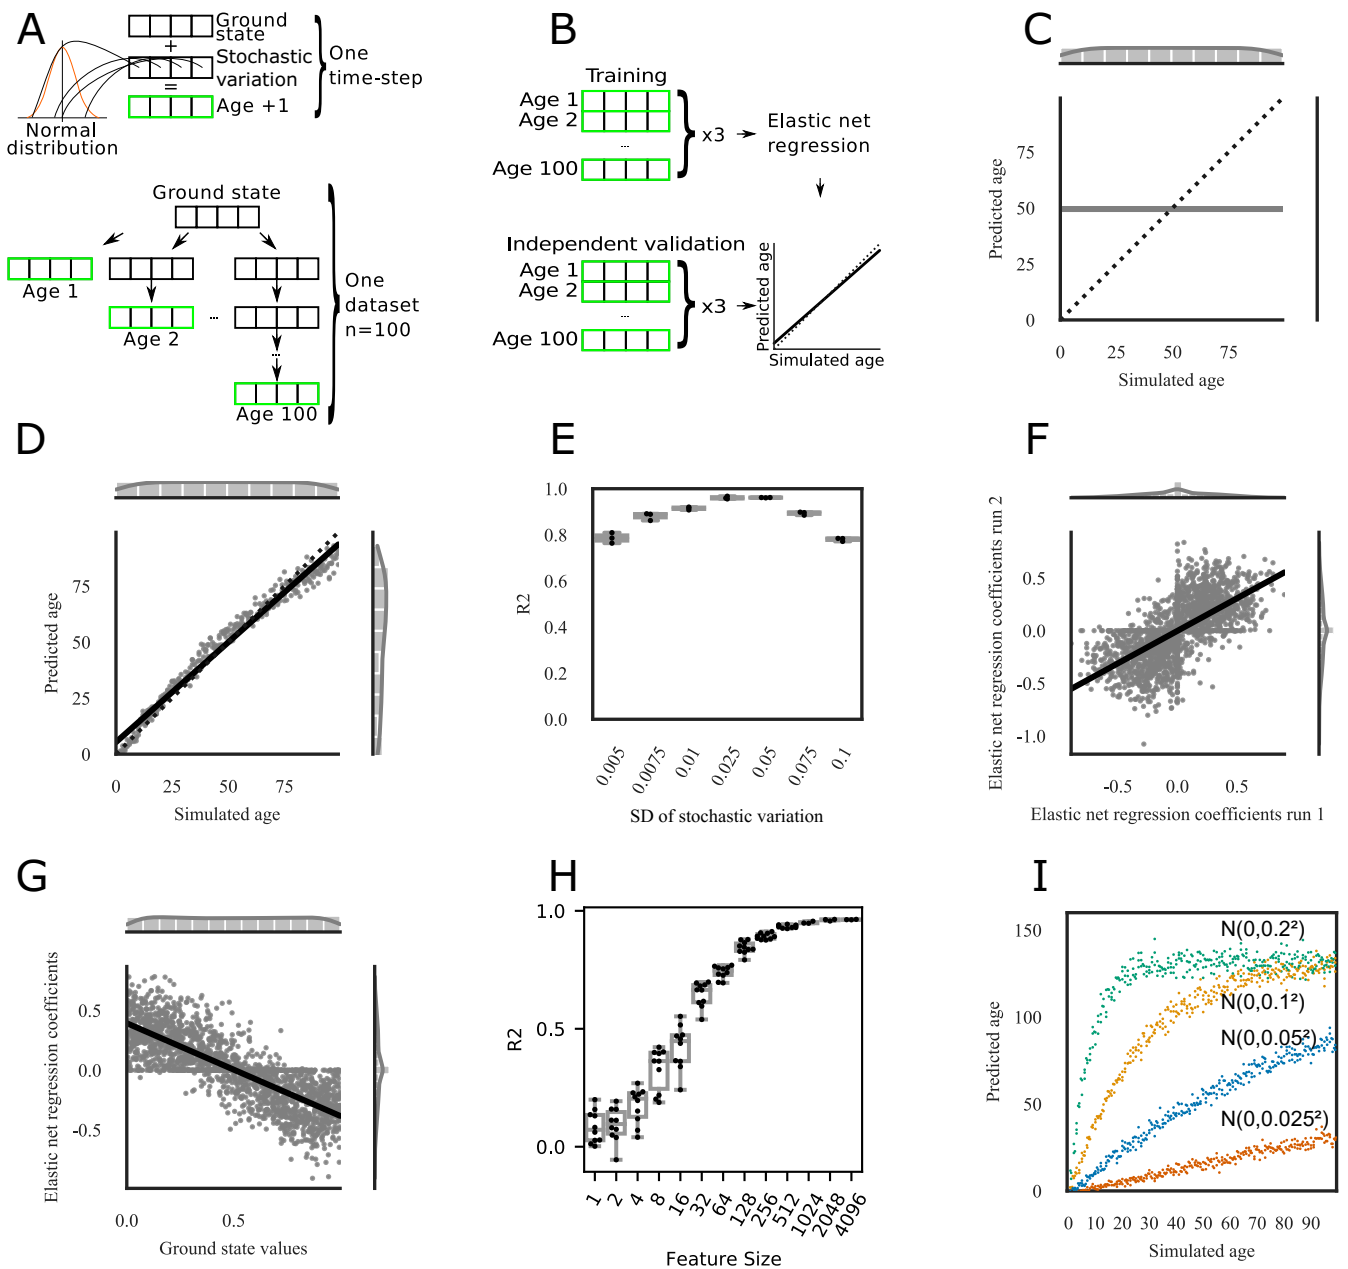 A
Ground
state
+
Stochastic
variation
=
Age +1
One
time-step
Normal
distribution
Ground state
Age 1
Age 2
...
...
Age 100
One
dataset
n=100
B
Training
Age 1
Age 2
...
Age 100
x3
Elastic net
regression
Independent validation
Age 1
Age 2
...
Age 100
x3
Predicted age
Simulated age
C
Predicted age
75
50
25
0
0 25 50 75
Simulated age
D
Predicted age
75
50
25
0
0 25 50 75
Simulated age
E
R2
1.0
0.8
0.6
0.4
0.2
0.0
0.005 0.0075 0.01 0.025 0.05 0.075 0.1
SD of stochastic variation
F
Elastic net regression coefficients run 2
0.5
0.0
-0.5
-1.0
-0.5 0.0 0.5
Elastic net regression coefficients run 1
G
Elastic net regression coefficients
0.5
0.0
-0.5
0.0 0.5
Ground state values
H
R2
1.0
0.5
0.0
1 2 4 8 16 32 64 128 256 512 1024 2048 4096
Feature Size
I
Predicted age
150
100
50
0
N(0,0.2²)
N(0,0.1²)
N(0,0.05²)
N(0,0.025²)
0 10 20 30 40 50 60 70 80 90
Simulated age